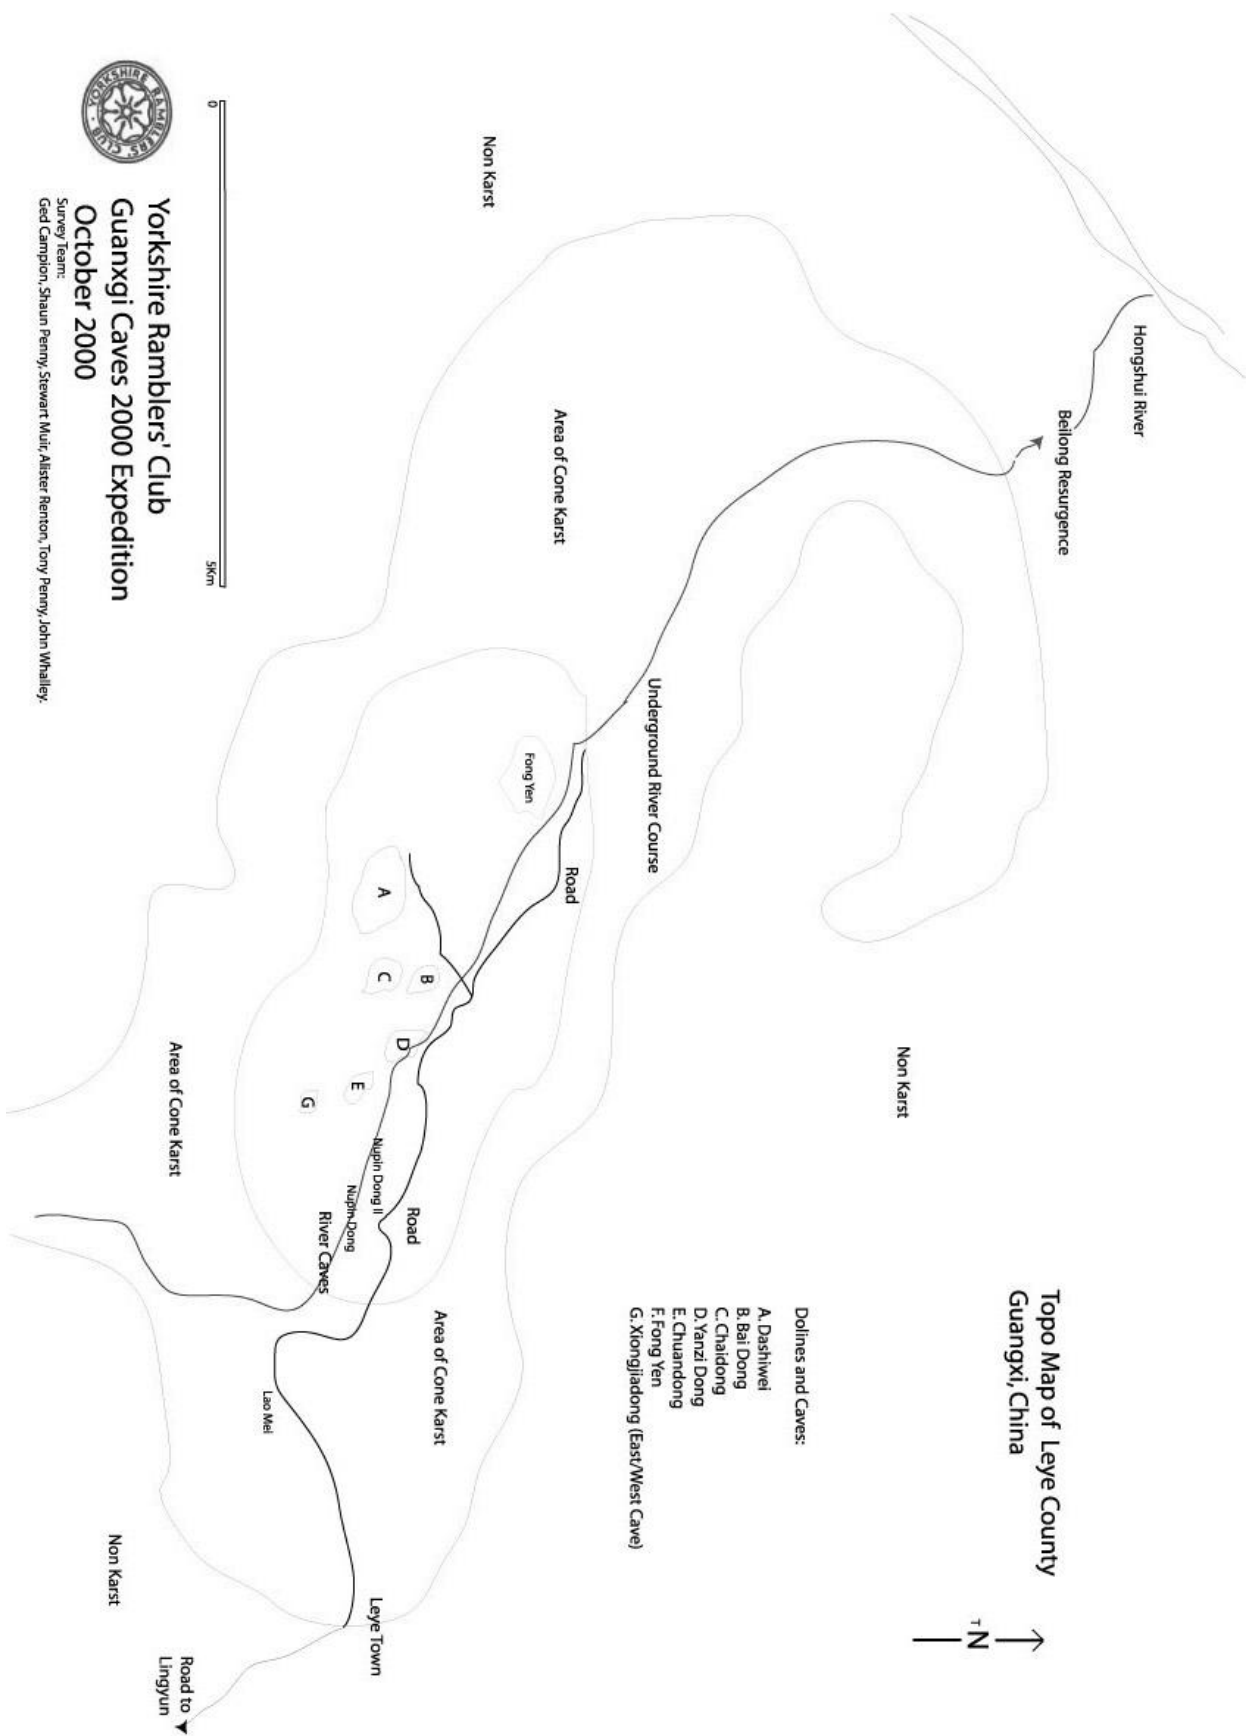 Topo Map of Leye County
Guangxi, China
T N
Hongshui River
Beilong Resurgence
Non Karst
Underground River Course
Non Karst
Area of Cone Karst
Fong Yen
Road
Dolines and Caves:
A. Dashiwei
B. Bai Dong
C. Chaidong
D. Yanzi Dong
E. Chuandong
F. Fong Yen
G. Xiongjiadong (East/West Cave)
A
B
C
D
E
G
Road
Nupin Dong II
Nupin Dong
River Caves
Area of Cone Karst
Lao Mei
Leye Town
Area of Cone Karst
Non Karst
Road to
Lingyun
0
5Km
YORKSHIRE RAMBLERS' CLUB
Yorkshire Ramblers' Club
Guanxgi Caves 2000 Expedition
October 2000
Survey Team:
Ged Campion, Shaun Penny, Stewart Muir, Alister Renton, Tony Penny, John Whalley.